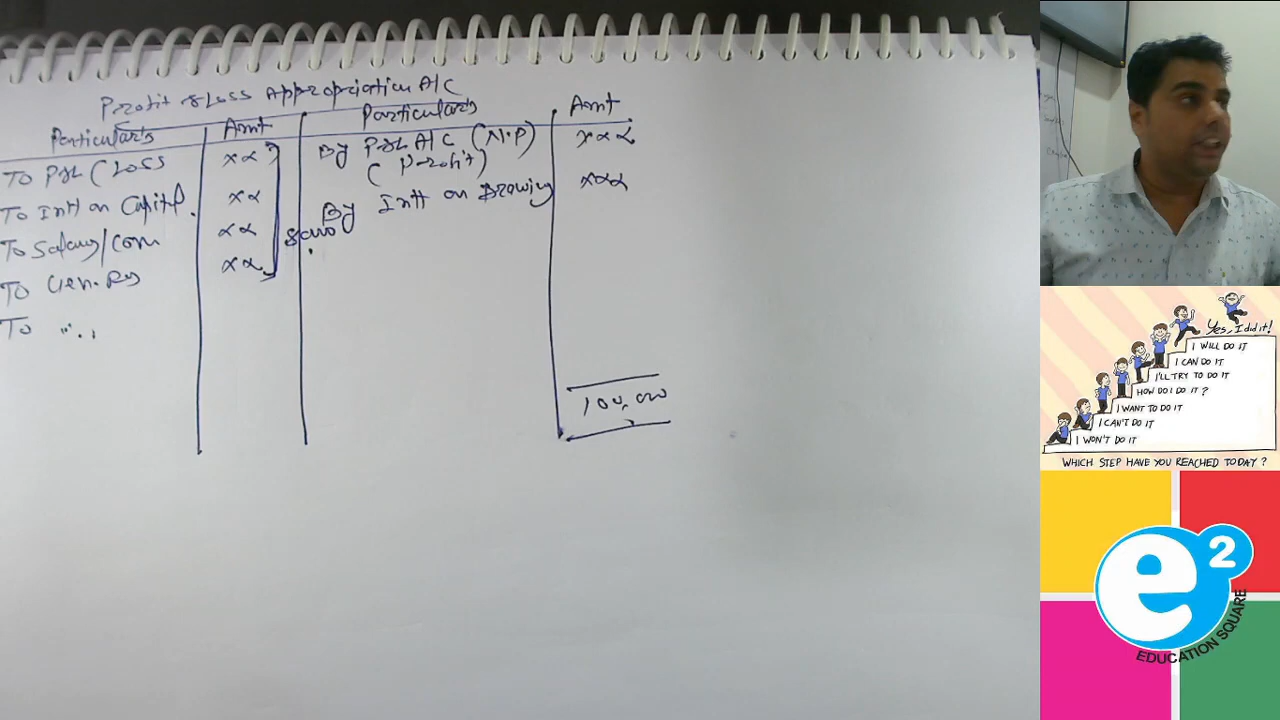 Profit & Loss Appropriation A/C
Particular's Amt Particular's Amt
To P&L (Loss xx By P&L A/C (N.P) xxx
( Profit)
To Intt on Capital. xx By Intt on Drawing xxx
To Salary/com xx
To Gen. Rs xx
To ....
100,000
Yes, I did it!
I WILL DO IT
I CAN DO IT
I'LL TRY TO DO IT
HOW DO I DO IT?
I WANT TO DO IT
I CAN'T DO IT
I WON'T DO IT
WHICH STEP HAVE YOU REACHED TODAY?
e2
EDUCATION SQUARE